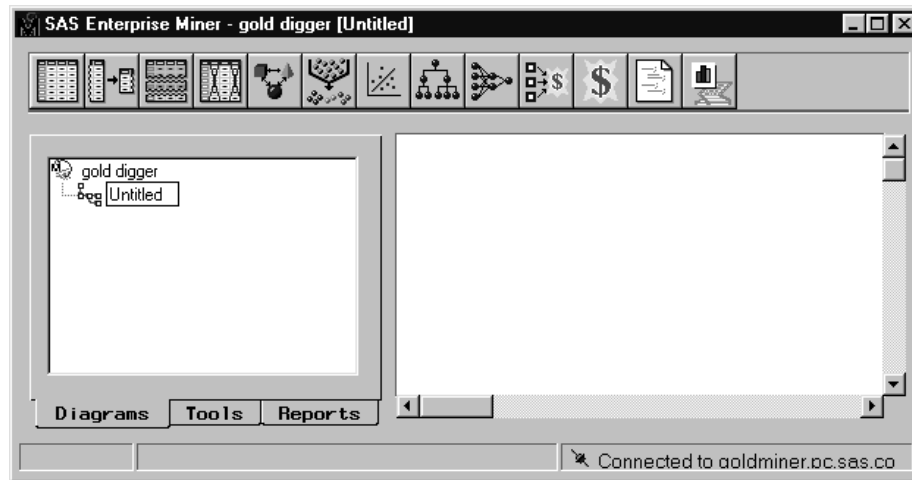 SAS Enterprise Miner - gold digger [Untitled]
$
$
gold digger
Untitled
Diagrams Tools Reports
Connected to goldminer.pc.sas.co